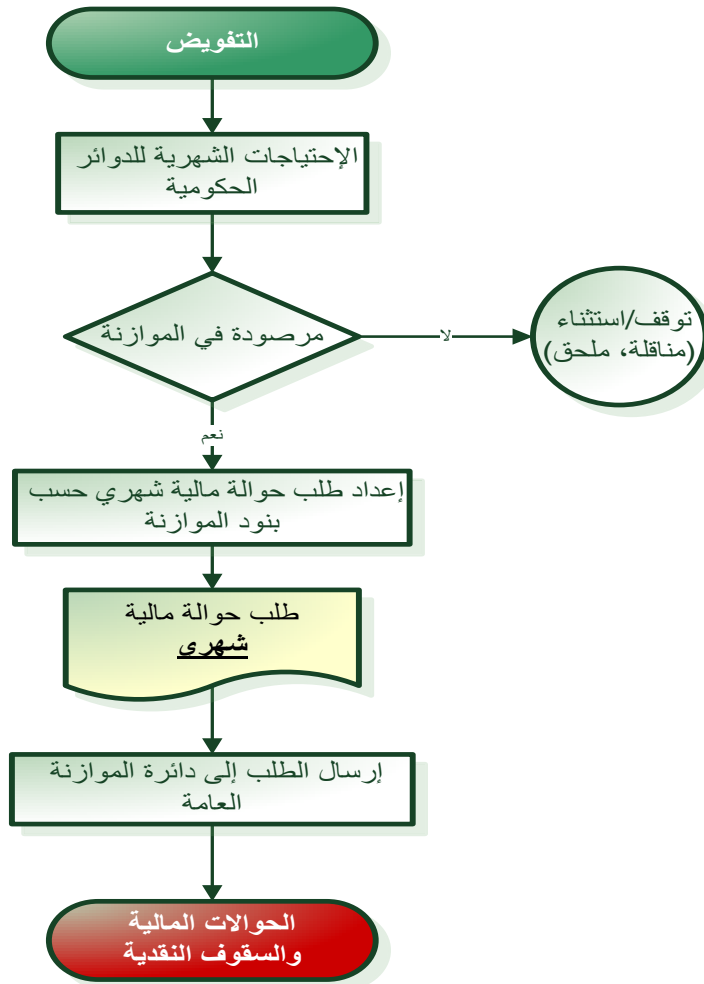 التفويض
الإحتياجات الشهرية للدوائر
الحكومية
مرصودة في الموازنة
لا
توقف/استثناء
(مناقلة، ملحق)
نعم
إعداد طلب حوالة مالية شهري حسب
بنود الموازنة
طلب حوالة مالية
شهري
إرسال الطلب إلى دائرة الموازنة
العامة
الحوالات المالية
والسقوف النقدية